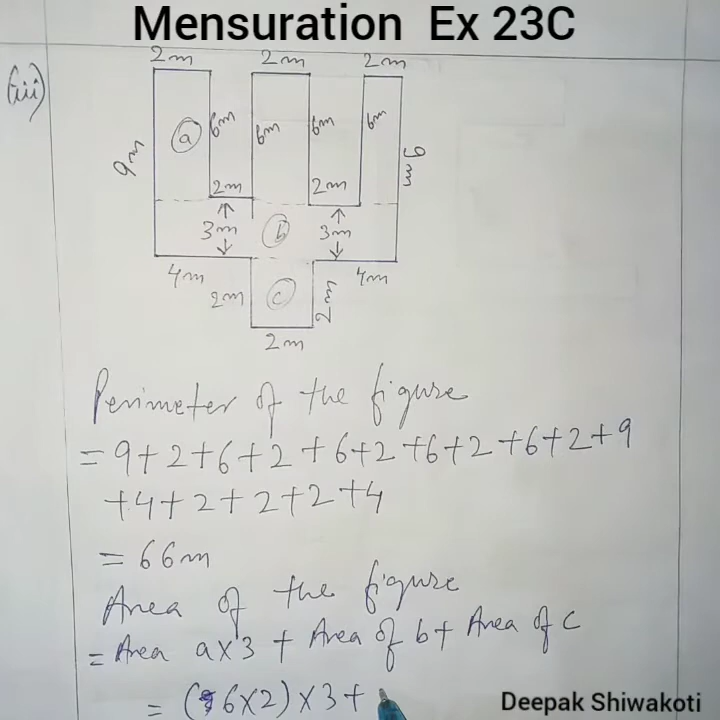 Mensuration Ex 23C
(iii)
2m 2m 2m
9m (a) 6m 6m 6m 6m 9m
2m 2m
3m (b) 3m
4m 4m
2m (c) 2m
2m
Perimeter of the figure
= 9+2+6+2+6+2+6+2+6+2+9
+4+2+2+2+4
= 66m
Area of the figure
= Area a×3 + Area of b + Area of c
= (6×2)×3+
Deepak Shiwakoti